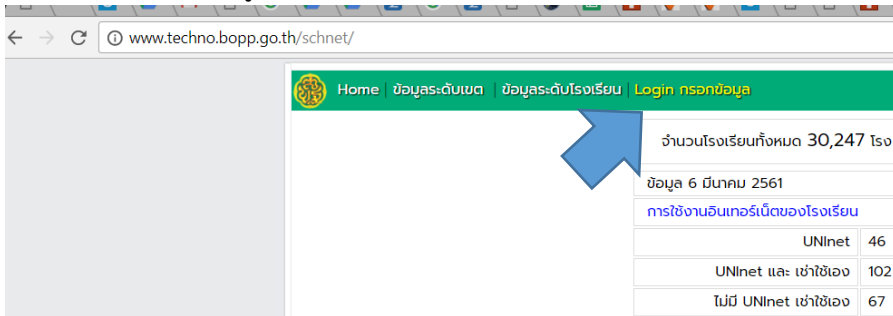 www.techno.bopp.go.th/schnet/
Home | ข้อมูลระดับเขต | ข้อมูลระดับโรงเรียน | Login กรอกข้อมูล
จำนวนโรงเรียนทั้งหมด 30,247 โรง
ข้อมูล 6 มีนาคม 2561
การใช้งานอินเทอร์เน็ตของโรงเรียน
UNInet 46
UNInet และ เช่าใช้เอง 102
ไม่มี UNInet เช่าใช้เอง 67